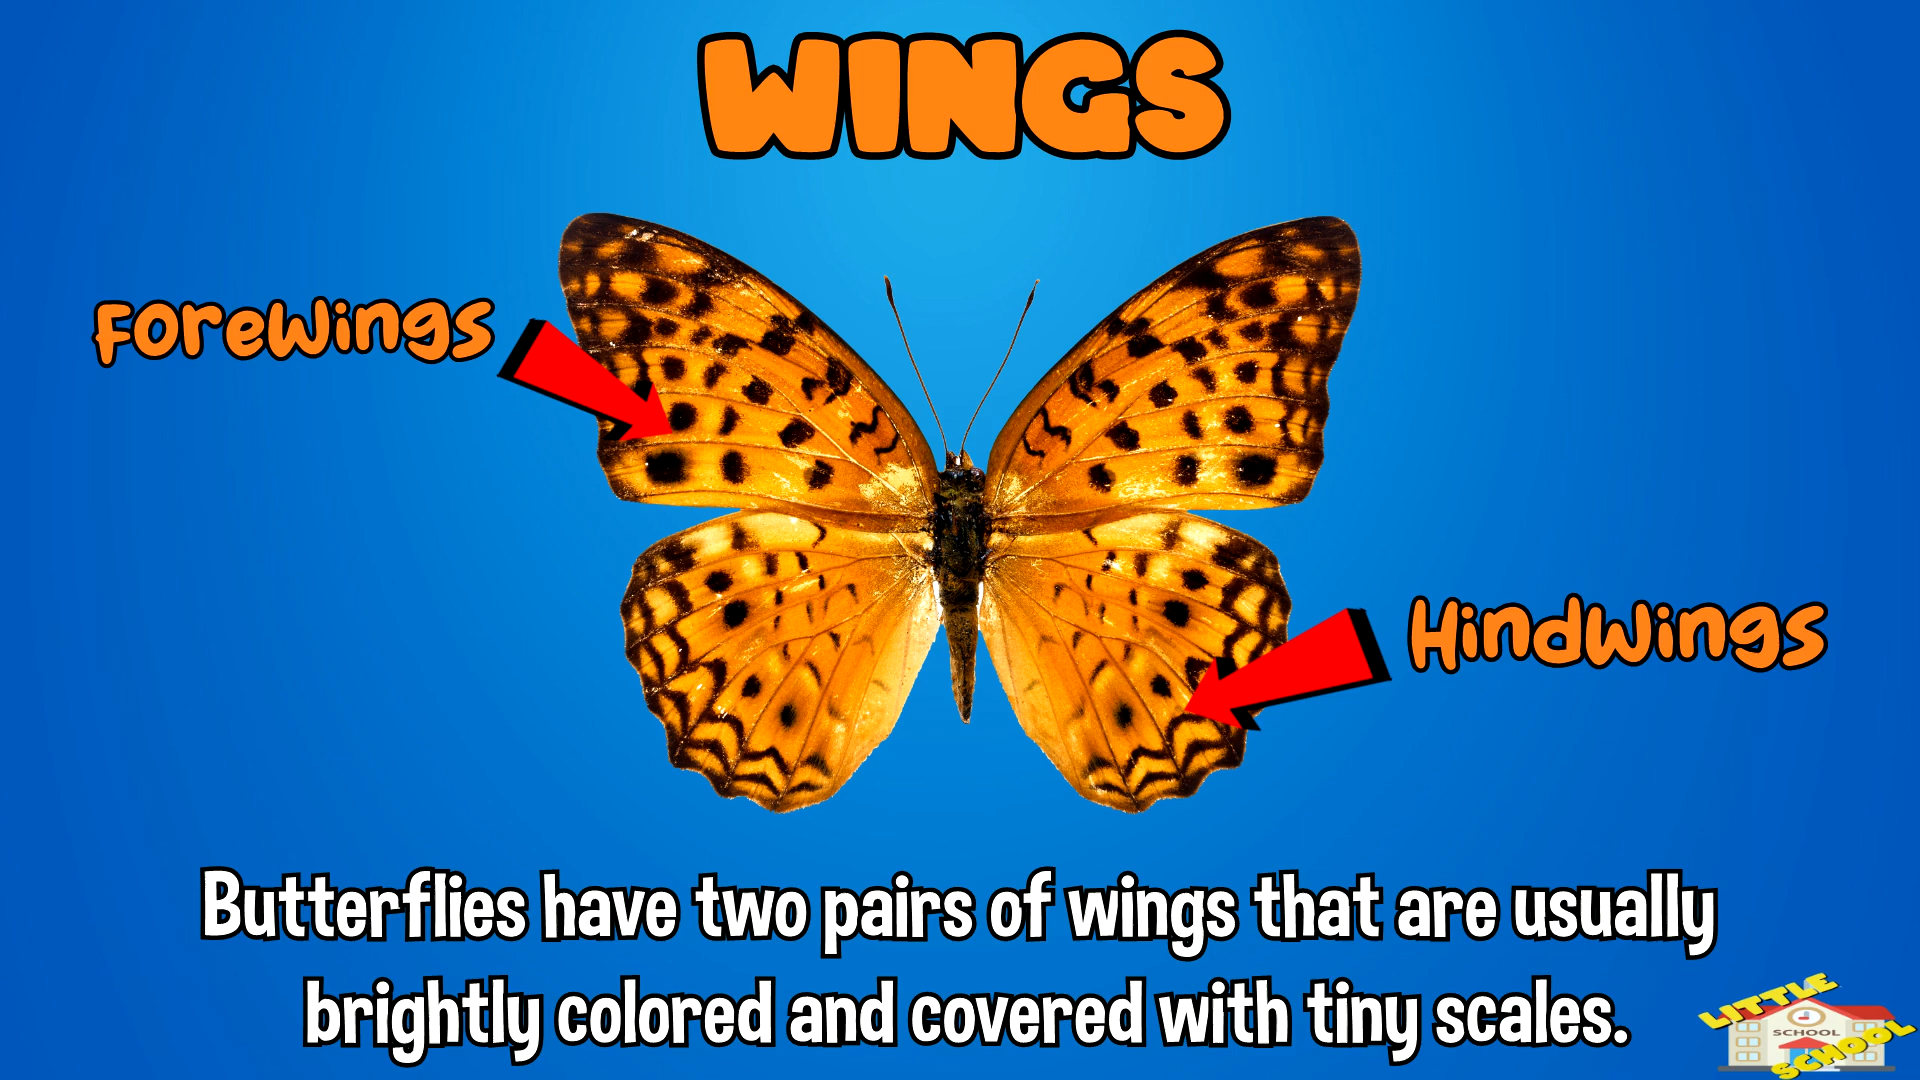 WINGS
ForeWings
HindWings
Butterflies have two pairs of wings that are usually
brightly colored and covered with tiny scales.
LITTLE
SCHOOL
SCHOOL